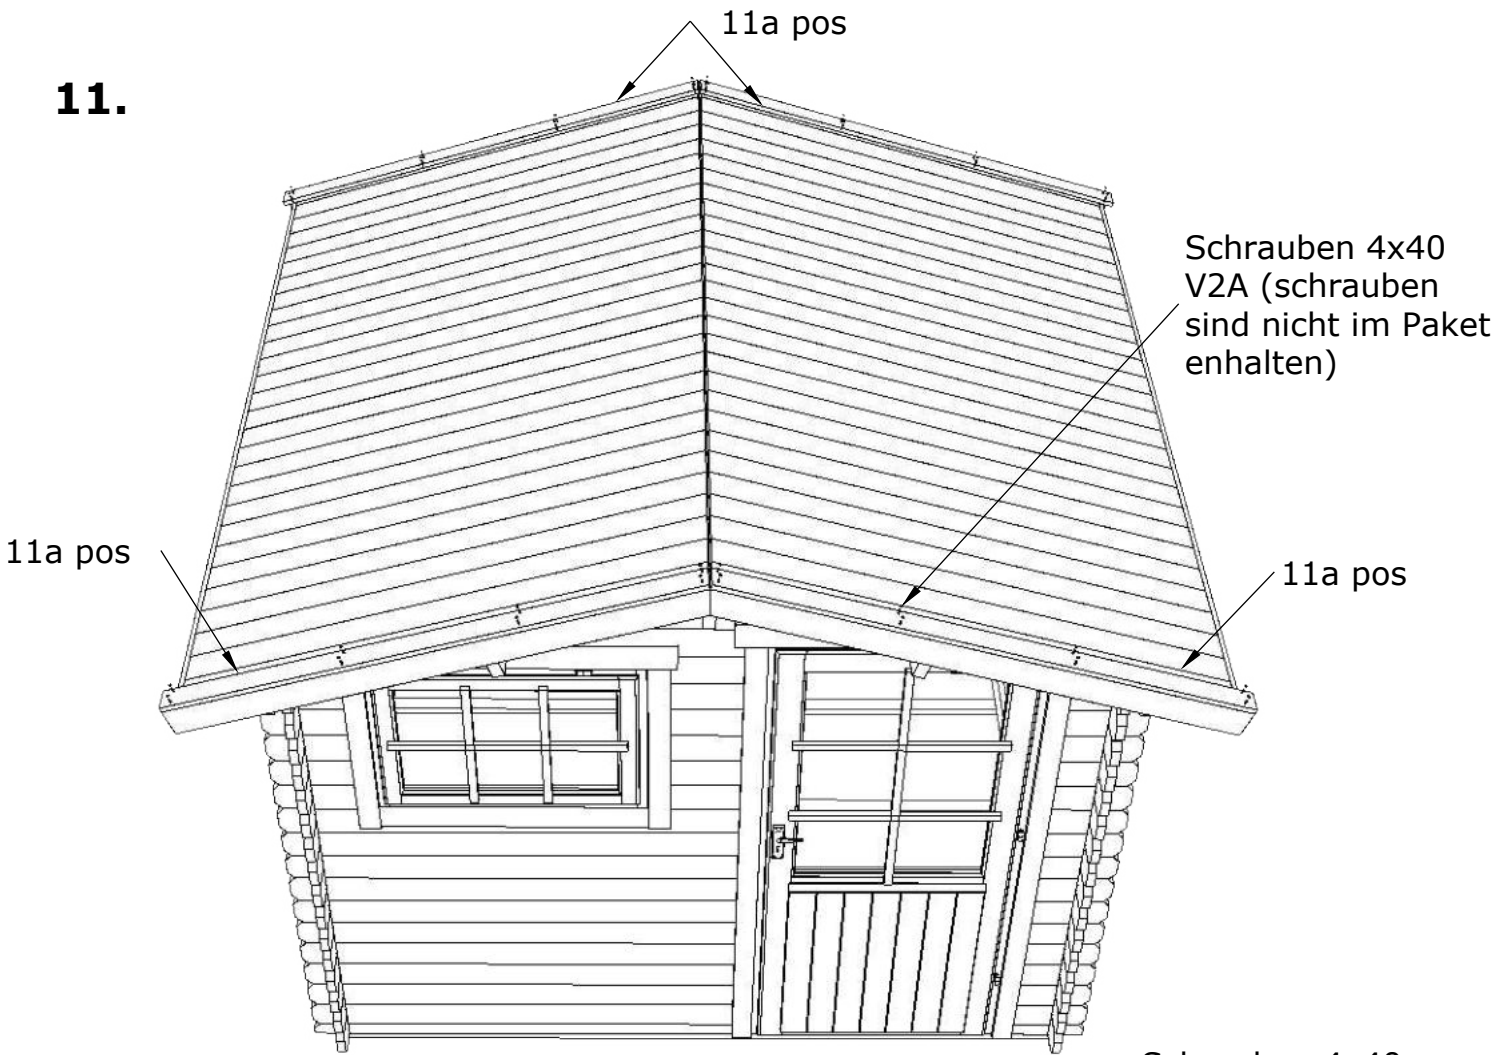 11a pos
11.
Schrauben 4x40
V2A (schrauben
sind nicht im Paket
enhalten)
11a pos
11a pos